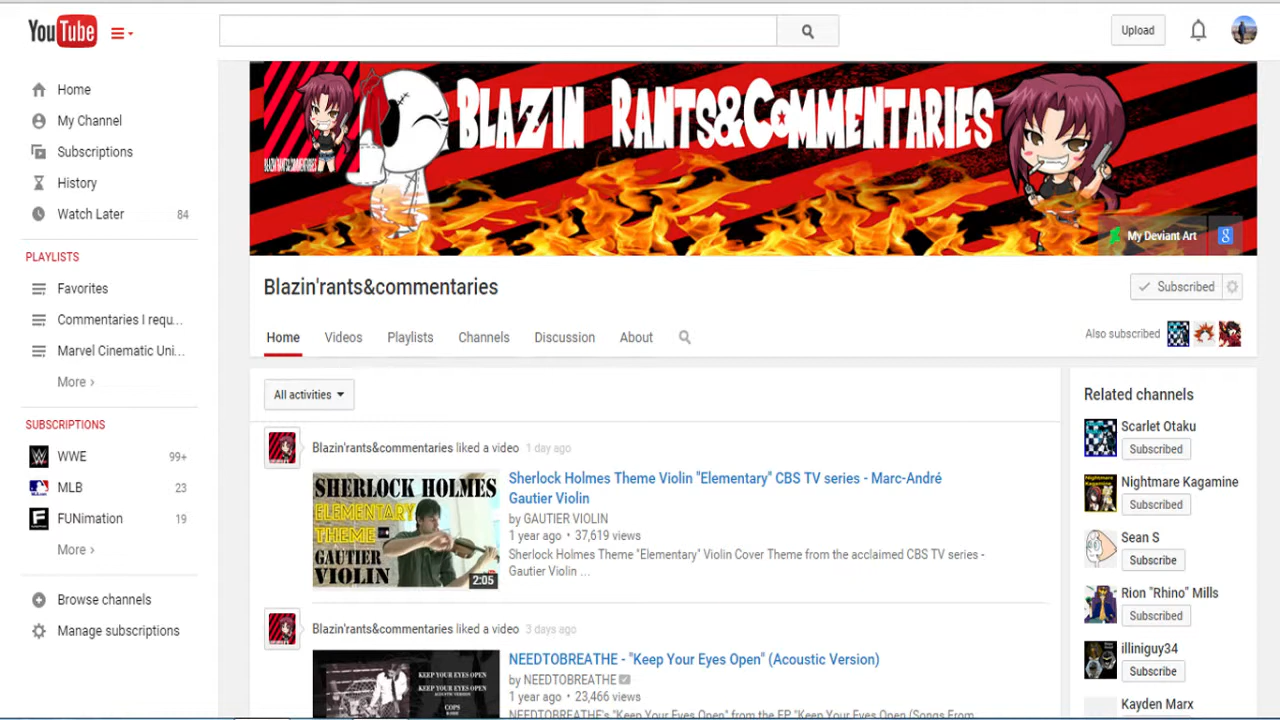 YouTube
Upload
Home
My Channel
Subscriptions
History
Watch Later 84
PLAYLISTS
Favorites
Commentaries I requ...
Marvel Cinematic Uni...
More ›
SUBSCRIPTIONS
WWE 99+
MLB 23
FUNimation 19
More ›
Browse channels
Manage subscriptions
BLAZIN RANTS&COMMENTARIES
My Deviant Art
Blazin'rants&commentaries
Subscribed
Home Videos Playlists Channels Discussion About
Also subscribed
All activities
Blazin'rants&commentaries liked a video 1 day ago
SHERLOCK HOLMES
ELEMENTARY
THEME
GAUTIER
VIOLIN
2:05
Sherlock Holmes Theme Violin "Elementary" CBS TV series - Marc-André
Gautier Violin
by GAUTIER VIOLIN
1 year ago • 37,619 views
Sherlock Holmes Theme "Elementary" Violin Cover Theme from the acclaimed CBS TV series -
Gautier Violin ...
Blazin'rants&commentaries liked a video 3 days ago
KEEP YOUR EYES OPEN
KEEP YOUR EYES OPEN
NEEDTOBREATHE - "Keep Your Eyes Open" (Acoustic Version)
by NEEDTOBREATHE
1 year ago • 23,466 views
NEEDTOBREATHE's "Keep Your Eyes Open" from the EP "Keep Your Eyes Open (Songs From
Related channels
Scarlet Otaku
Subscribed
Nightmare Kagamine
Subscribed
Sean S
Subscribe
Rion "Rhino" Mills
Subscribed
illiniguy34
Subscribe
Kayden Marx